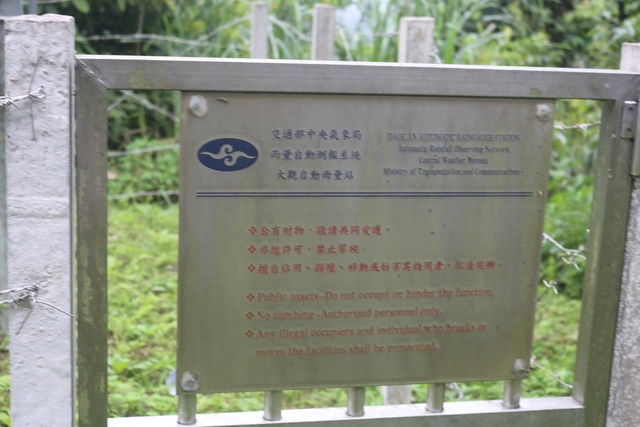 交通部中央氣象局
雨量自動測報系統
大觀自動雨量站
DAGUAN AUTOMATIC RAINGAUGE STATION
Automatic Rainfall Observing Network
Central Weather Bureau
Ministry of Transportation and Communications
❖公有財物，敬請共同愛護。
❖非經許可，禁止攀爬。
❖擅自佔用、損壞、移動或妨害其效用者，依法究辦。
❖Public assets–Do not occupy or hinder the function.
❖No climbing–Authorized personnel only.
❖Any illegal occupiers and individual who breaks or
moves the facilities shall be prosecuted.